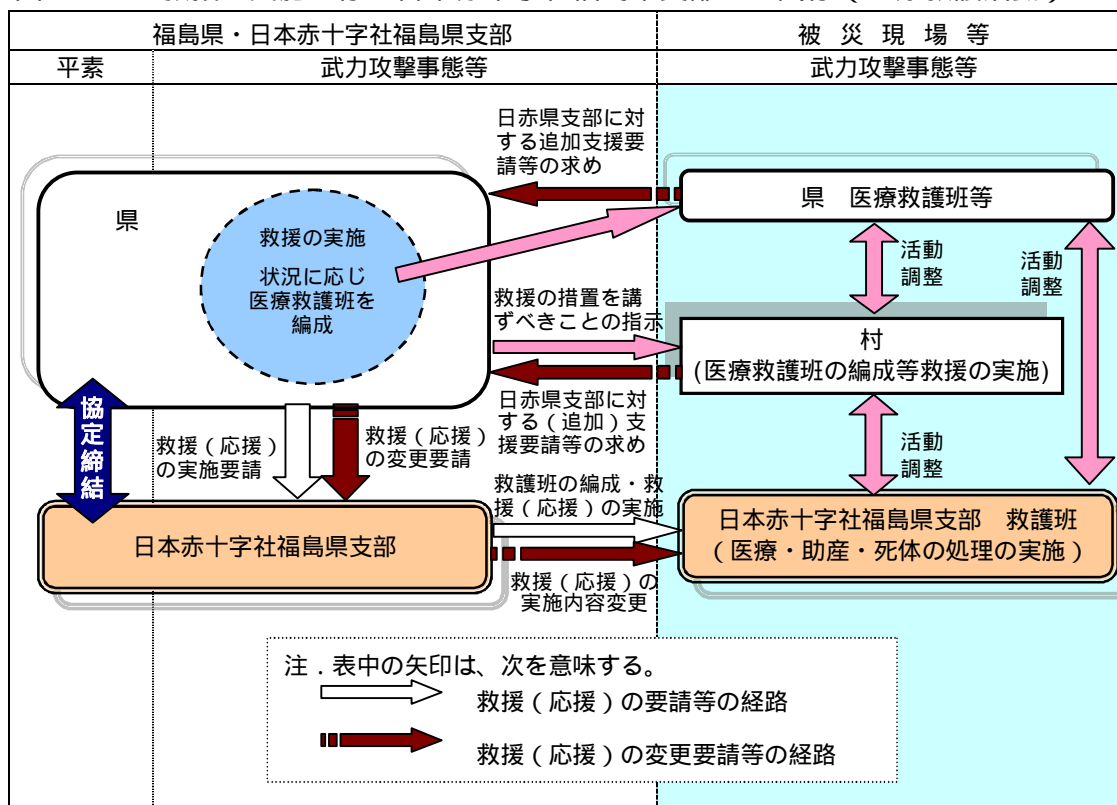 福島県・日本赤十字社福島県支部
被災現場等
平素
武力攻撃事態等
武力攻撃事態等
日赤県支部に対
する追加支援要
請等の求め
県
救援の実施
状況に応じ
医療救護班を
編成
県　医療救護班等
活動
調整
活動
調整
救援の措置を講
ずべきことの指示
村
(医療救護班の編成等救援の実施)
日赤県支部に対
する(追加)支
援要請等の求め
協定締結
救援(応援)
の実施要請
救援(応援)
の変更要請
活動
調整
救護班の編成・救
援(応援)の実施
日本赤十字社福島県支部
日本赤十字社福島県支部　救護班
(医療・助産・死体の処理の実施)
救援(応援)の
実施内容変更
注．表中の矢印は、次を意味する。
救援(応援)の要請等の経路
救援(応援)の変更要請等の経路